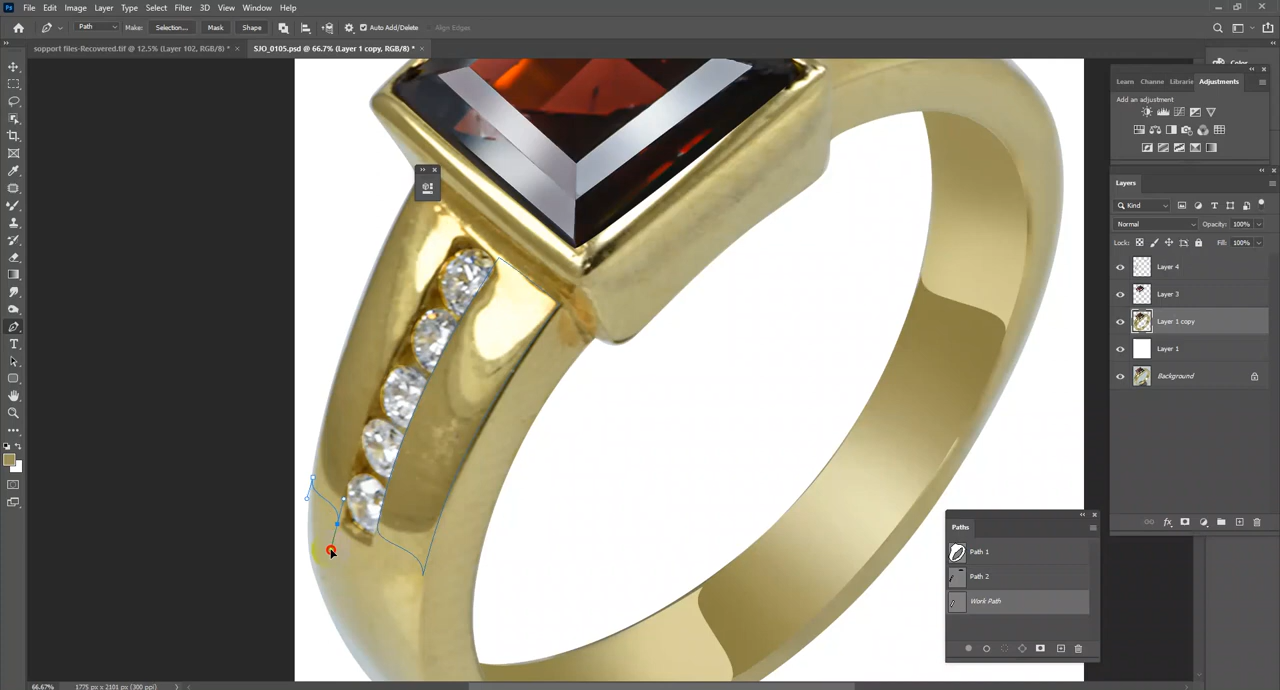 Ps File Edit Image Layer Type Select Filter 3D View Window Help
Path Make: Selection... Mask Shape Auto Add/Delete Align Edges
sopport files-Recovered.tif @ 12.5% (Layer 102, RGB/8) * × SJO_0105.psd @ 66.7% (Layer 1 copy, RGB/8) * ×
Color
Learn Channe Librarie Adjustments
Add an adjustment
Layers
Kind
Normal Opacity: 100%
Lock: Fill: 100%
Layer 4
Layer 3
Layer 1 copy
Layer 1
Background
Paths
Path 1
Path 2
Work Path
66.67% 1775 px x 2101 px (300 ppi)